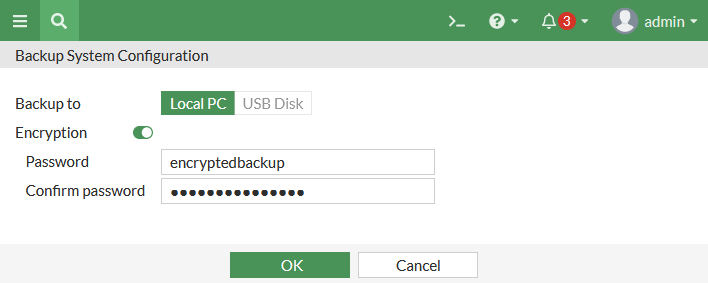 3 admin
Backup System Configuration
Backup to Local PC USB Disk
Encryption
Password encryptedbackup
Confirm password ●●●●●●●●●●●●●●●
OK Cancel